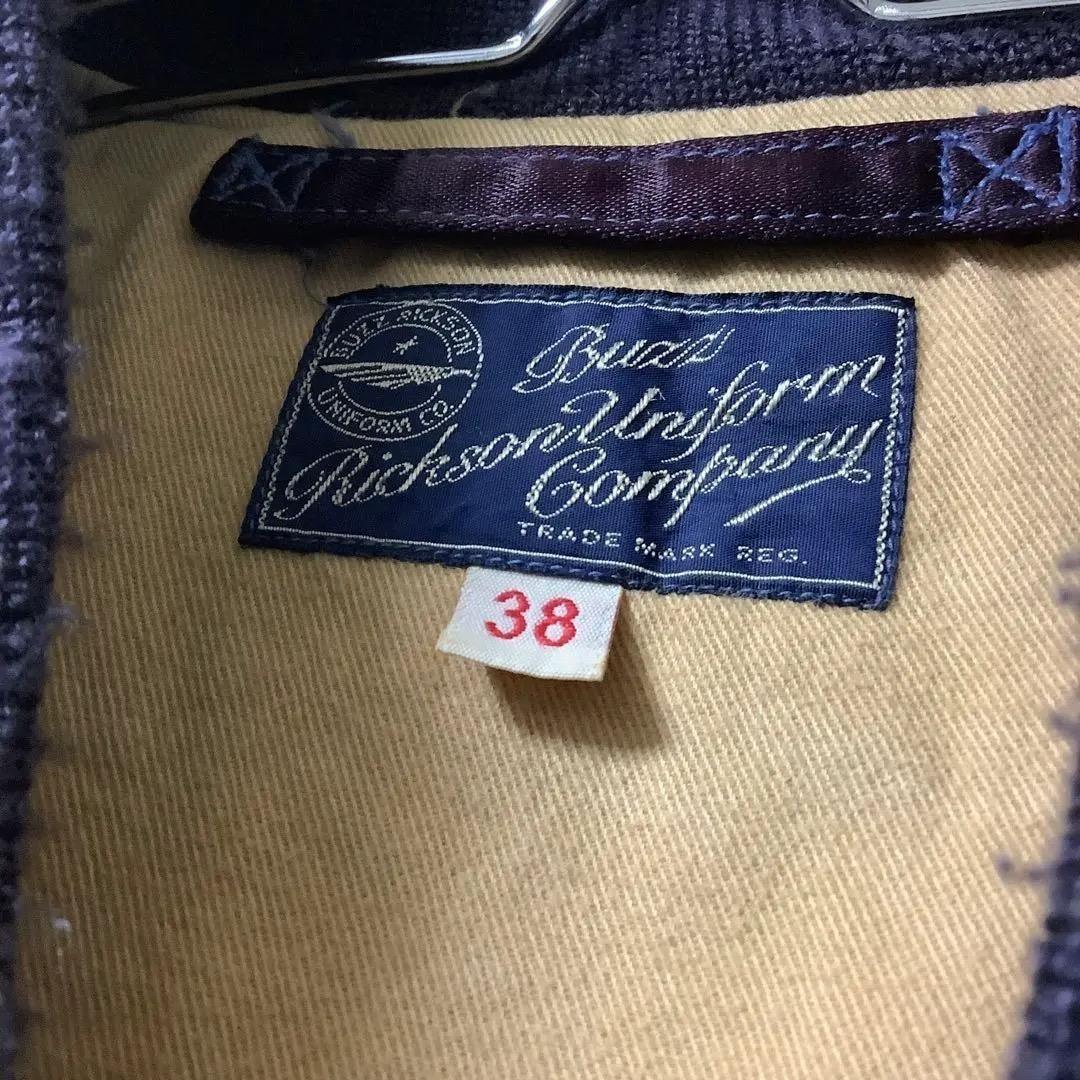 BUZZ RICKSON
UNIFORM CO.
Buzz
Rickson Uniform
Company
TRADE MARK REG.
38